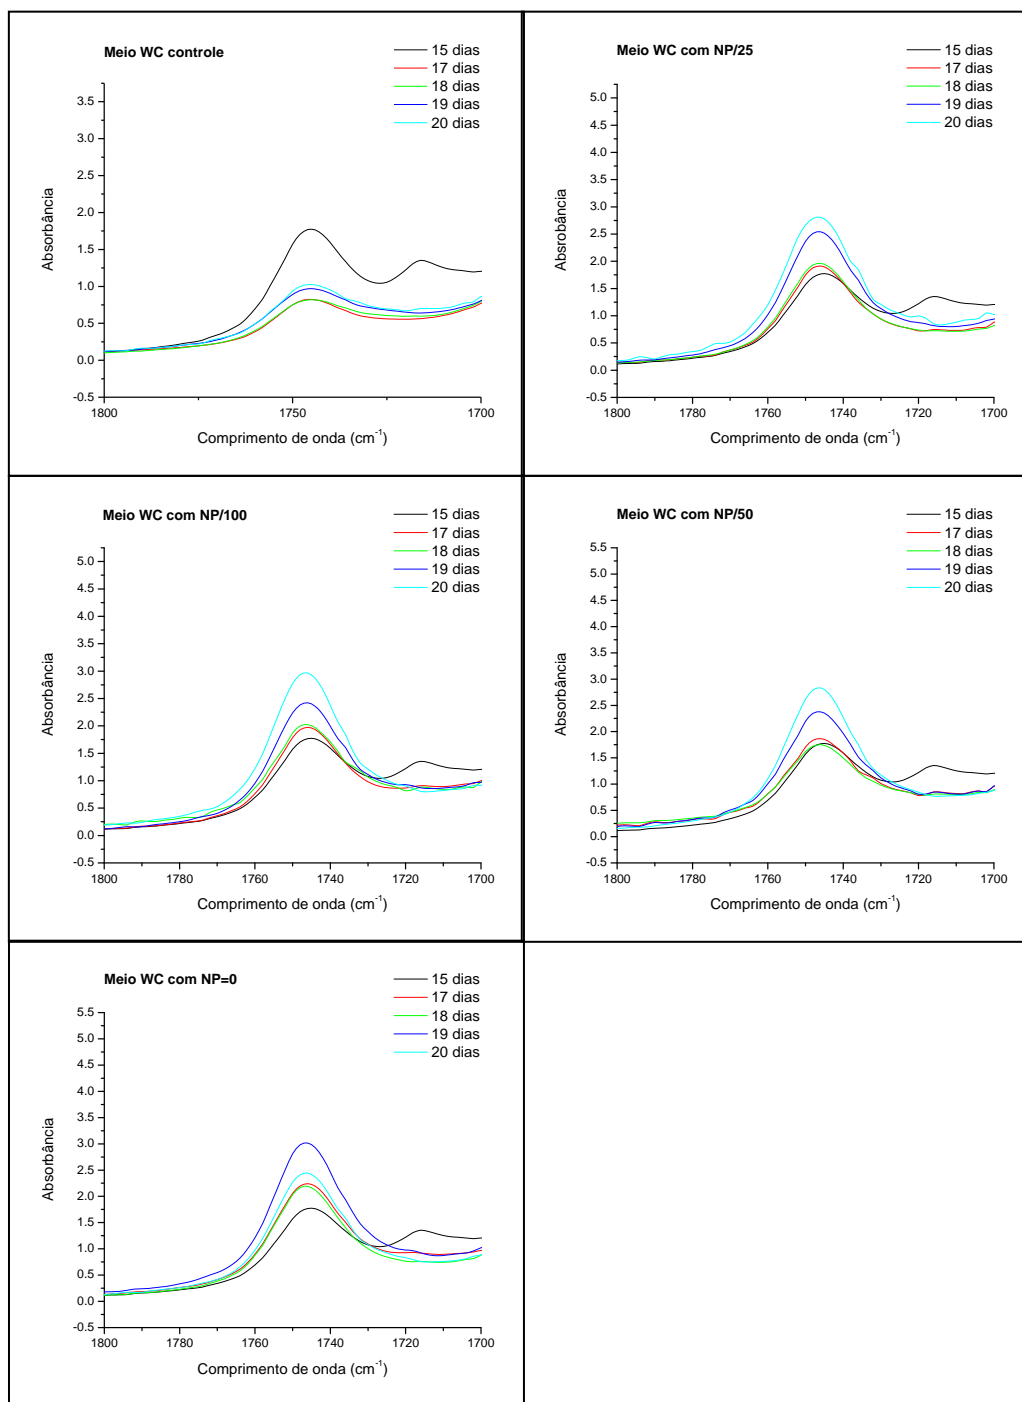 Meio WC controle
15 dias
17 dias
18 dias
19 dias
20 dias
3.5
3.0
2.5
2.0
1.5
1.0
0.5
0.0
-0.5
Absorbância
1800 1750 1700
Comprimento de onda (cm-1)
Meio WC com NP/25
15 dias
17 dias
18 dias
19 dias
20 dias
5.0
4.5
4.0
3.5
3.0
2.5
2.0
1.5
1.0
0.5
0.0
-0.5
Absrobância
1800 1780 1760 1740 1720 1700
Comprimento de onda (cm-1)
Meio WC com NP/100
15 dias
17 dias
18 dias
19 dias
20 dias
5.0
4.5
4.0
3.5
3.0
2.5
2.0
1.5
1.0
0.5
0.0
-0.5
Absorbância
1800 1780 1760 1740 1720 1700
Comprimento de onda (cm-1)
Meio WC com NP/50
15 dias
17 dias
18 dias
19 dias
20 dias
5.5
5.0
4.5
4.0
3.5
3.0
2.5
2.0
1.5
1.0
0.5
0.0
-0.5
Absorbância
1800 1780 1760 1740 1720 1700
Comprimento de onda (cm-1)
Meio WC com NP=0
15 dias
17 dias
18 dias
19 dias
20 dias
5.5
5.0
4.5
4.0
3.5
3.0
2.5
2.0
1.5
1.0
0.5
0.0
-0.5
Absorbância
1800 1780 1760 1740 1720 1700
Comprimento de onda (cm-1)